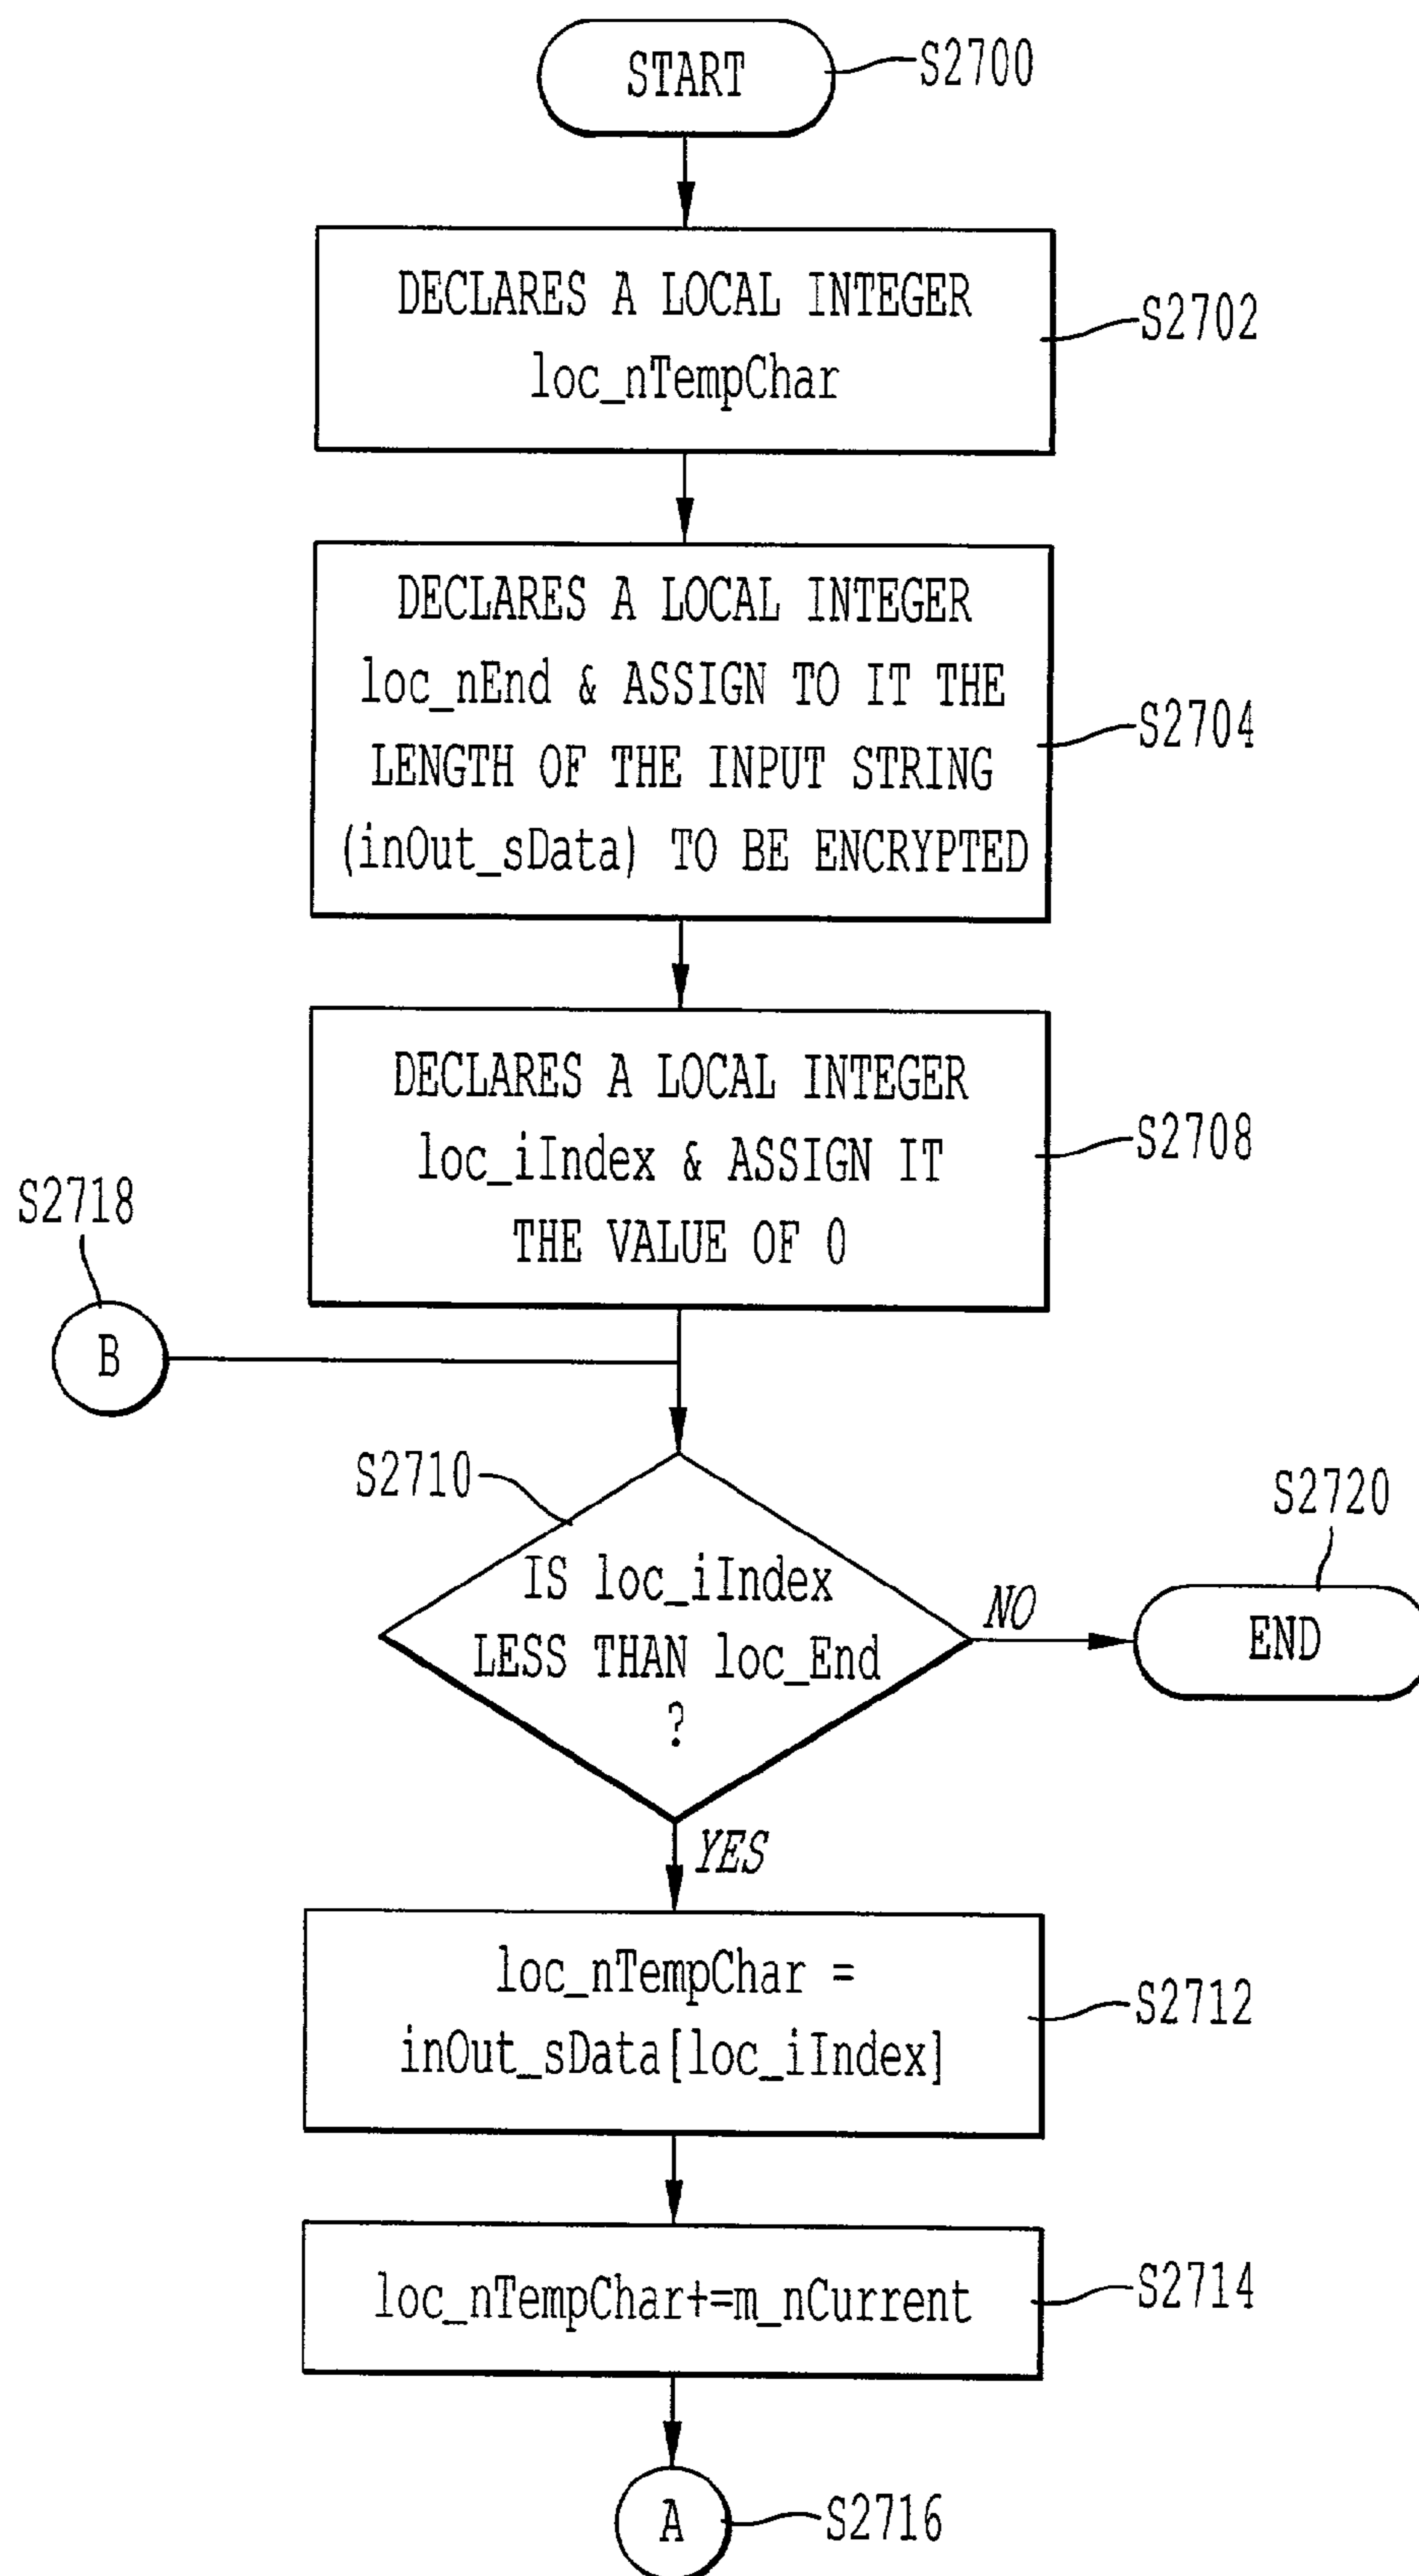 START
S2700
DECLARES A LOCAL INTEGER
loc_nTempChar
S2702
DECLARES A LOCAL INTEGER
loc_nEnd & ASSIGN TO IT THE
LENGTH OF THE INPUT STRING
(inOut_sData) TO BE ENCRYPTED
S2704
DECLARES A LOCAL INTEGER
loc_iIndex & ASSIGN IT
THE VALUE OF 0
S2708
S2718
B
S2710
IS loc_iIndex
LESS THAN loc_End
?
NO
S2720
END
YES
loc_nTempChar =
inOut_sData[loc_iIndex]
S2712
loc_nTempChar+=m_nCurrent
S2714
A
S2716